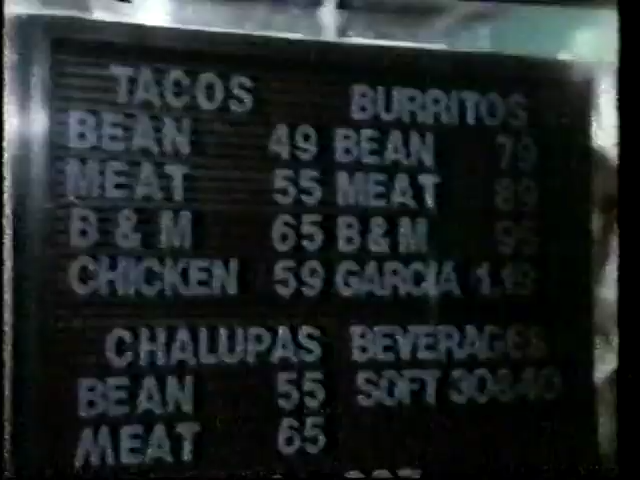 TACOS BURRITOS
BEAN 49 BEAN 79
MEAT 55 MEAT 89
B & M 65 B & M 95
CHICKEN 59 GARCIA 1.19
CHALUPAS BEVERAGES
BEAN 55 SOFT 30&40
MEAT 65